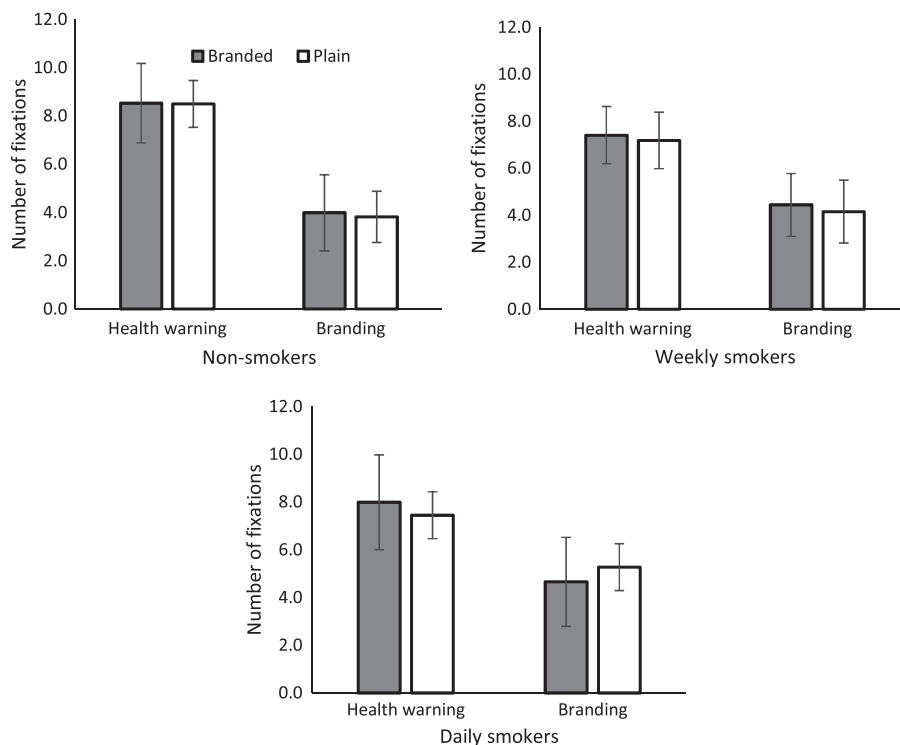 Number of fixations
12.0
10.0
8.0
6.0
4.0
2.0
0.0
Branded Plain
Health warning Branding
Non-smokers
Number of fixations
12.0
10.0
8.0
6.0
4.0
2.0
0.0
Health warning Branding
Weekly smokers
Number of fixations
12.0
10.0
8.0
6.0
4.0
2.0
0.0
Health warning Branding
Daily smokers